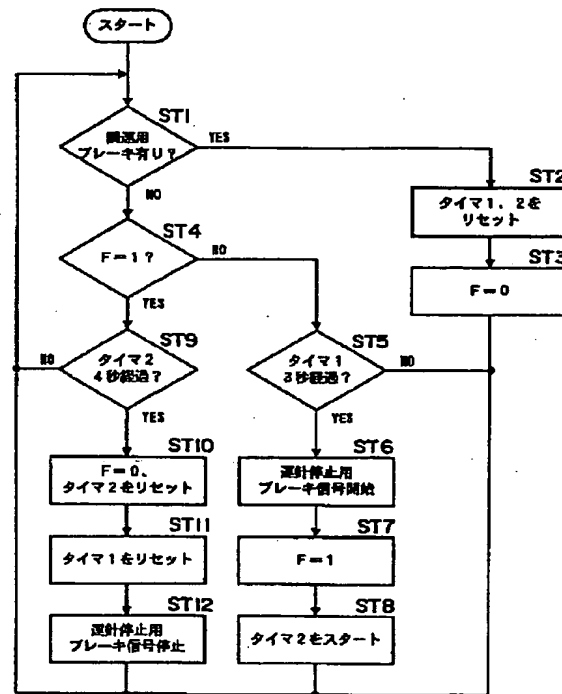 スタート
ST1
調速用
ブレーキ有り?
YES
NO
ST2
タイマ1、2を
リセット
ST3
F=0
ST4
F=1?
NO
YES
ST9
タイマ2
4秒経過?
NO
YES
ST5
タイマ1
3秒経過?
NO
YES
ST10
F=0、
タイマ2をリセット
ST6
運針停止用
ブレーキ信号開始
ST11
タイマ1をリセット
ST7
F=1
ST12
運針停止用
ブレーキ信号停止
ST8
タイマ2をスタート